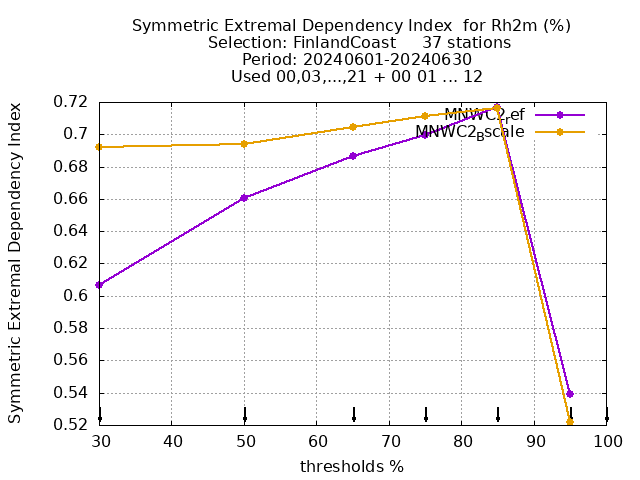 Symmetric Extremal Dependency Index  for Rh2m (%)
Selection: FinlandCoast     37 stations
Period: 20240601-20240630
Used 00,03,...,21 + 00 01 ... 12
Symmetric Extremal Dependency Index
0.72
0.7
0.68
0.66
0.64
0.62
0.6
0.58
0.56
0.54
0.52
MNWC2ref
MNWC2Bscale
30 40 50 60 70 80 90 100
thresholds %